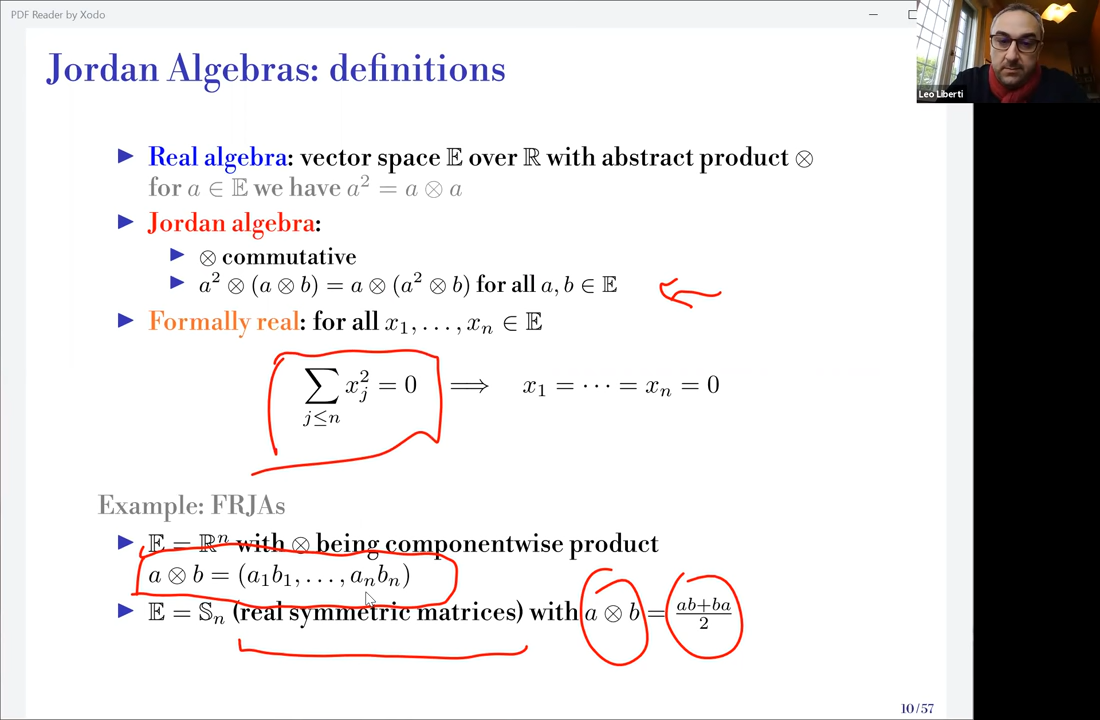 PDF Reader by Xodo
Leo Liberti
Jordan Algebras: definitions
▶ Real algebra: vector space 𝔼 over ℝ with abstract product ⊗
for a ∈ 𝔼 we have a² = a ⊗ a
▶ Jordan algebra:
▶ ⊗ commutative
▶ a² ⊗ (a ⊗ b) = a ⊗ (a² ⊗ b) for all a, b ∈ 𝔼
▶ Formally real: for all x₁, . . . , xₙ ∈ 𝔼
∑_{j≤n} x_j² = 0 ⟹ x₁ = · · · = xₙ = 0
Example: FRJAs
▶ 𝔼 = ℝⁿ with ⊗ being componentwise product
a ⊗ b = (a₁b₁, . . . , aₙbₙ)
▶ 𝔼 = 𝕊ₙ (real symmetric matrices) with a ⊗ b = (ab+ba)/2
10/57